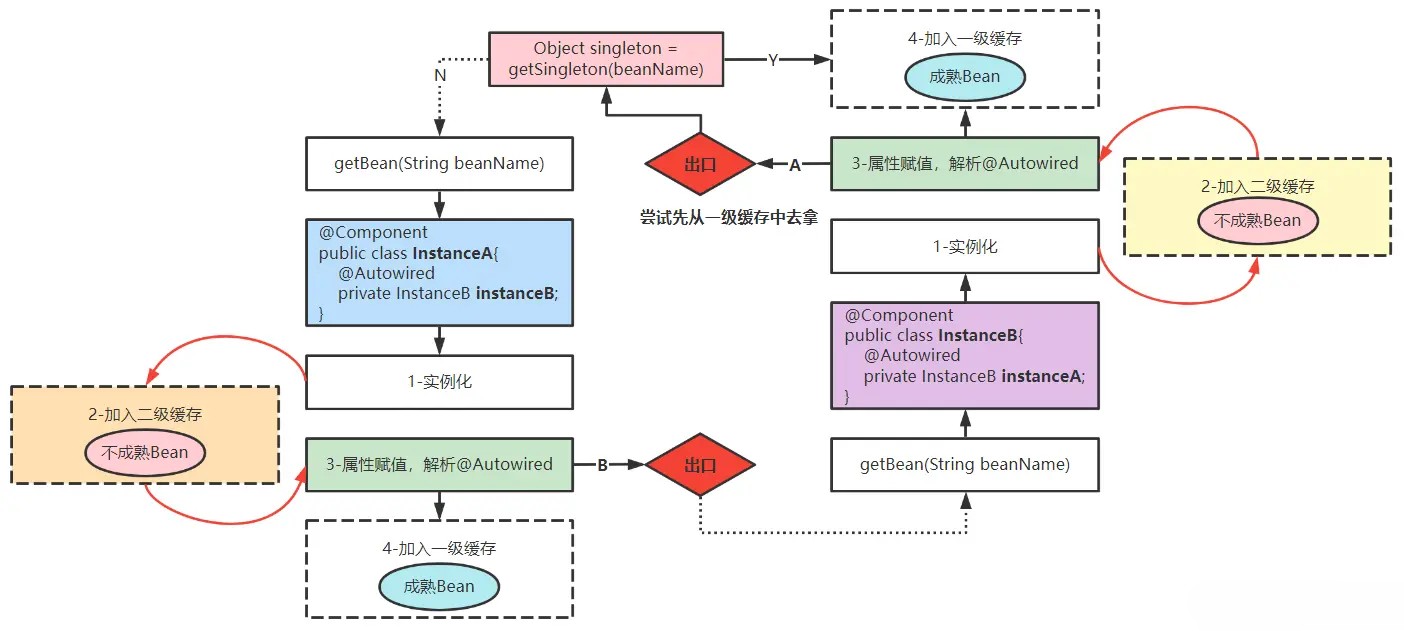 Object singleton =
getSingleton(beanName)
N
Y
4-加入一级缓存
成熟Bean
getBean(String beanName)
出口
A
3-属性赋值，解析@Autowired
2-加入二级缓存
不成熟Bean
尝试先从一级缓存中去拿
@Component
public class InstanceA{
@Autowired
private InstanceB instanceB;
}
1-实例化
1-实例化
@Component
public class InstanceB{
@Autowired
private InstanceB instanceA;
}
2-加入二级缓存
不成熟Bean
3-属性赋值，解析@Autowired
B
出口
getBean(String beanName)
4-加入一级缓存
成熟Bean